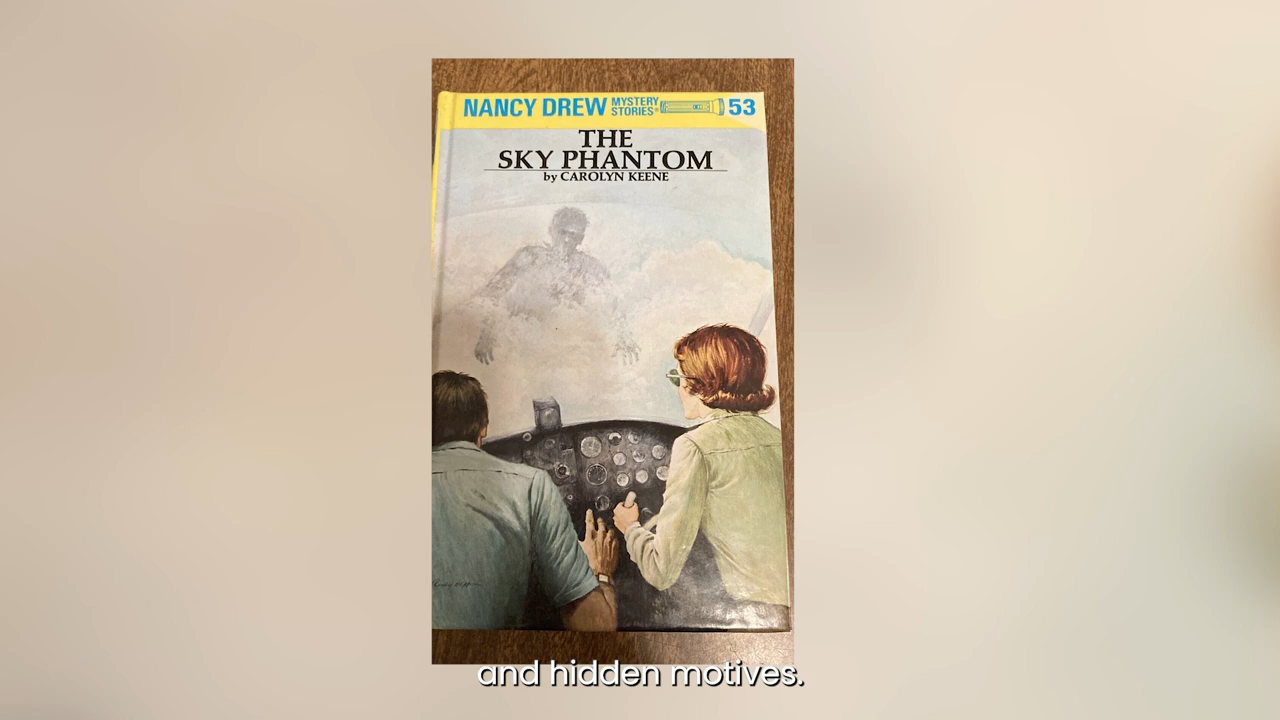 NANCY DREW MYSTERY STORIES® 53
THE
SKY PHANTOM
by CAROLYN KEENE
and hidden motives.